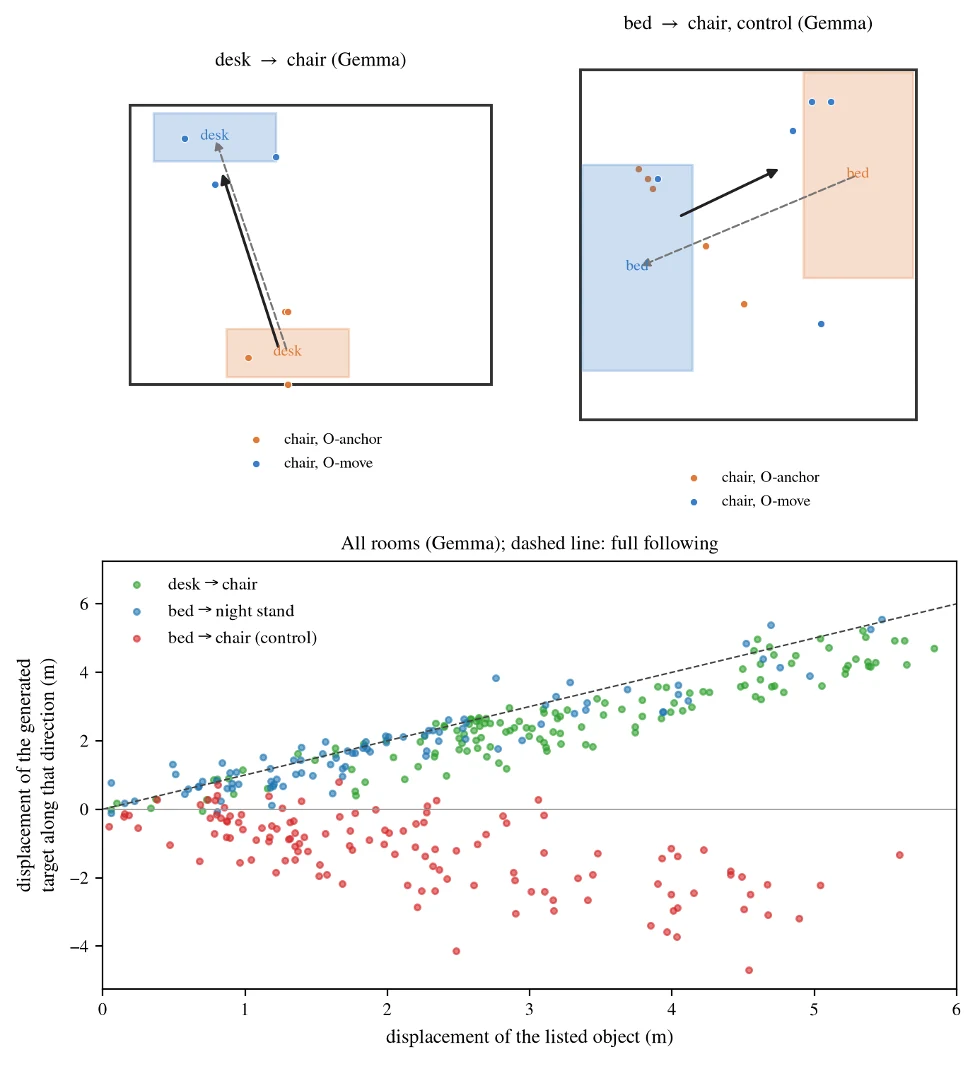 desk → chair (Gemma)
bed → chair, control (Gemma)
desk
desk
bed
bed
chair, O-anchor
chair, O-move
chair, O-anchor
chair, O-move
All rooms (Gemma); dashed line: full following
desk → chair
bed → night stand
bed → chair (control)
displacement of the generated
target along that direction (m)
6
4
2
0
−2
−4
0 1 2 3 4 5 6
displacement of the listed object (m)